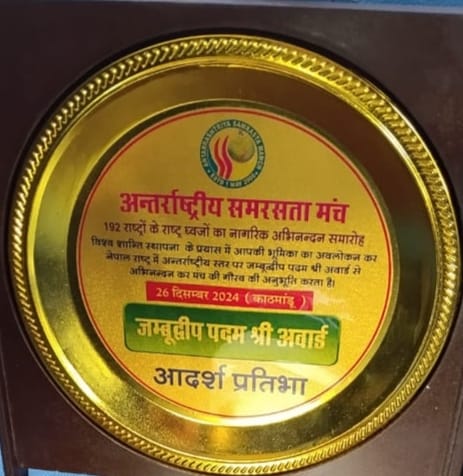 अन्तर्राष्ट्रीय समरसता मंच
192 राष्ट्रों के राष्ट्र ध्वजों का नागरिक अभिनन्दन समारोह
विश्व शान्ति स्थापना के प्रयास में आपकी भूमिका का अवलोकन कर
नेपाल राष्ट्र में अन्तर्राष्ट्रीय स्तर पर जम्बूद्वीप पदम श्री अवार्ड से
अभिनन्दन कर मंच की गौरव की अनुभूति करता है।
26 दिसम्बर 2024 ( काठमांडू )
जम्बूद्वीप पदम श्री अवार्ड
आदर्श प्रतिभा